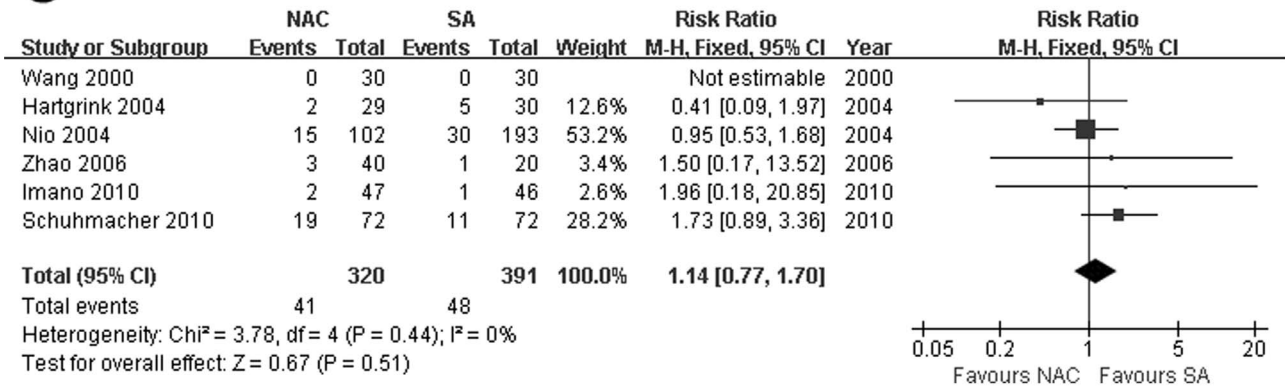 NAC SA Risk Ratio Risk Ratio
Study or Subgroup Events Total Events Total Weight M-H, Fixed, 95% CI Year M-H, Fixed, 95% CI
Wang 2000 0 30 0 30 Not estimable 2000
Hartgrink 2004 2 29 5 30 12.6% 0.41 [0.09, 1.97] 2004
Nio 2004 15 102 30 193 53.2% 0.95 [0.53, 1.68] 2004
Zhao 2006 3 40 1 20 3.4% 1.50 [0.17, 13.52] 2006
Imano 2010 2 47 1 46 2.6% 1.96 [0.18, 20.85] 2010
Schuhmacher 2010 19 72 11 72 28.2% 1.73 [0.89, 3.36] 2010
Total (95% CI) 320 391 100.0% 1.14 [0.77, 1.70]
Total events 41 48
Heterogeneity: Chi² = 3.78, df = 4 (P = 0.44); I² = 0%
Test for overall effect: Z = 0.67 (P = 0.51)
0.05 0.2 1 5 20
Favours NAC Favours SA